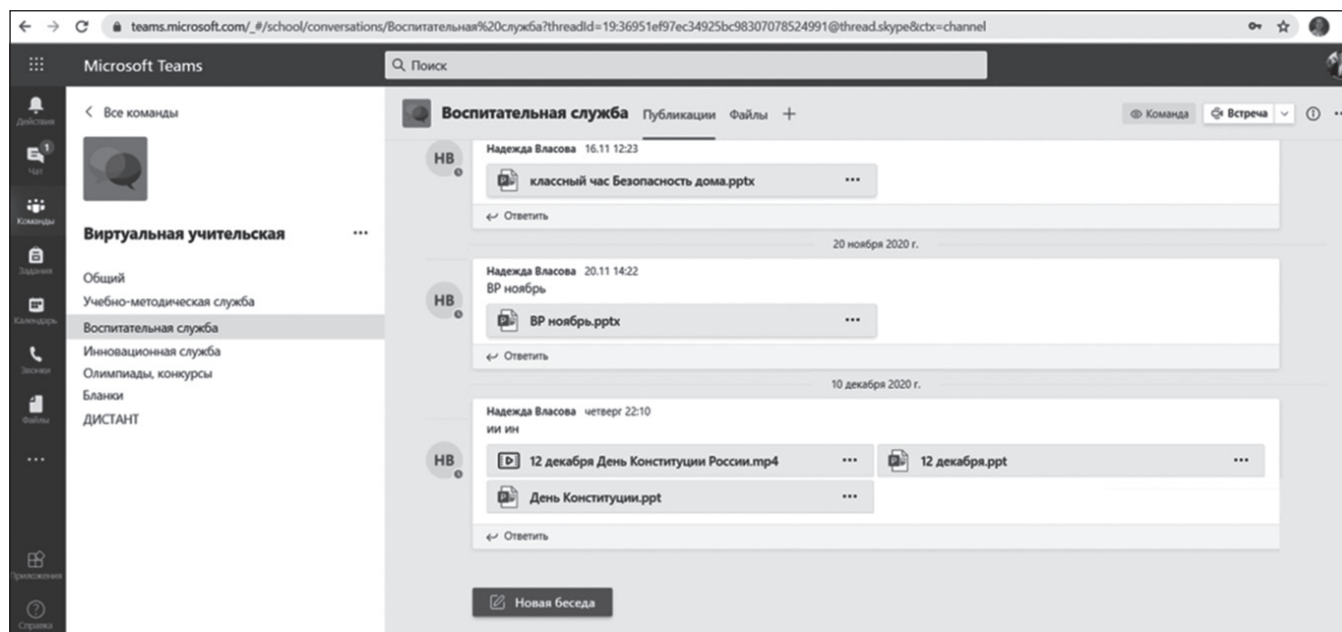 teams.microsoft.com/_#/school/conversations/Воспитательная%20служба?threadId=19:36951ef97ec34925bc98307078524991@thread.skype&ctx=channel
Microsoft Teams
Поиск
Действия
Чат
1
Команды
Задания
Календарь
Звонки
Файлы
Приложения
Справка
Все команды
Виртуальная учительская
Общий
Учебно-методическая служба
Воспитательная служба
Инновационная служба
Олимпиады, конкурсы
Бланки
ДИСТАНТ
Воспитательная служба Публикации Файлы
Команда Встреча
НВ
Надежда Власова 16.11 12:23
классный час Безопасность дома.pptx
Ответить
20 ноября 2020 г.
НВ
Надежда Власова 20.11 14:22
ВР ноябрь
ВР ноябрь.pptx
Ответить
10 декабря 2020 г.
НВ
Надежда Власова четверг 22:10
ии ин
12 декабря День Конституции России.mp4 12 декабря.ppt
День Конституции.ppt
Ответить
Новая беседа